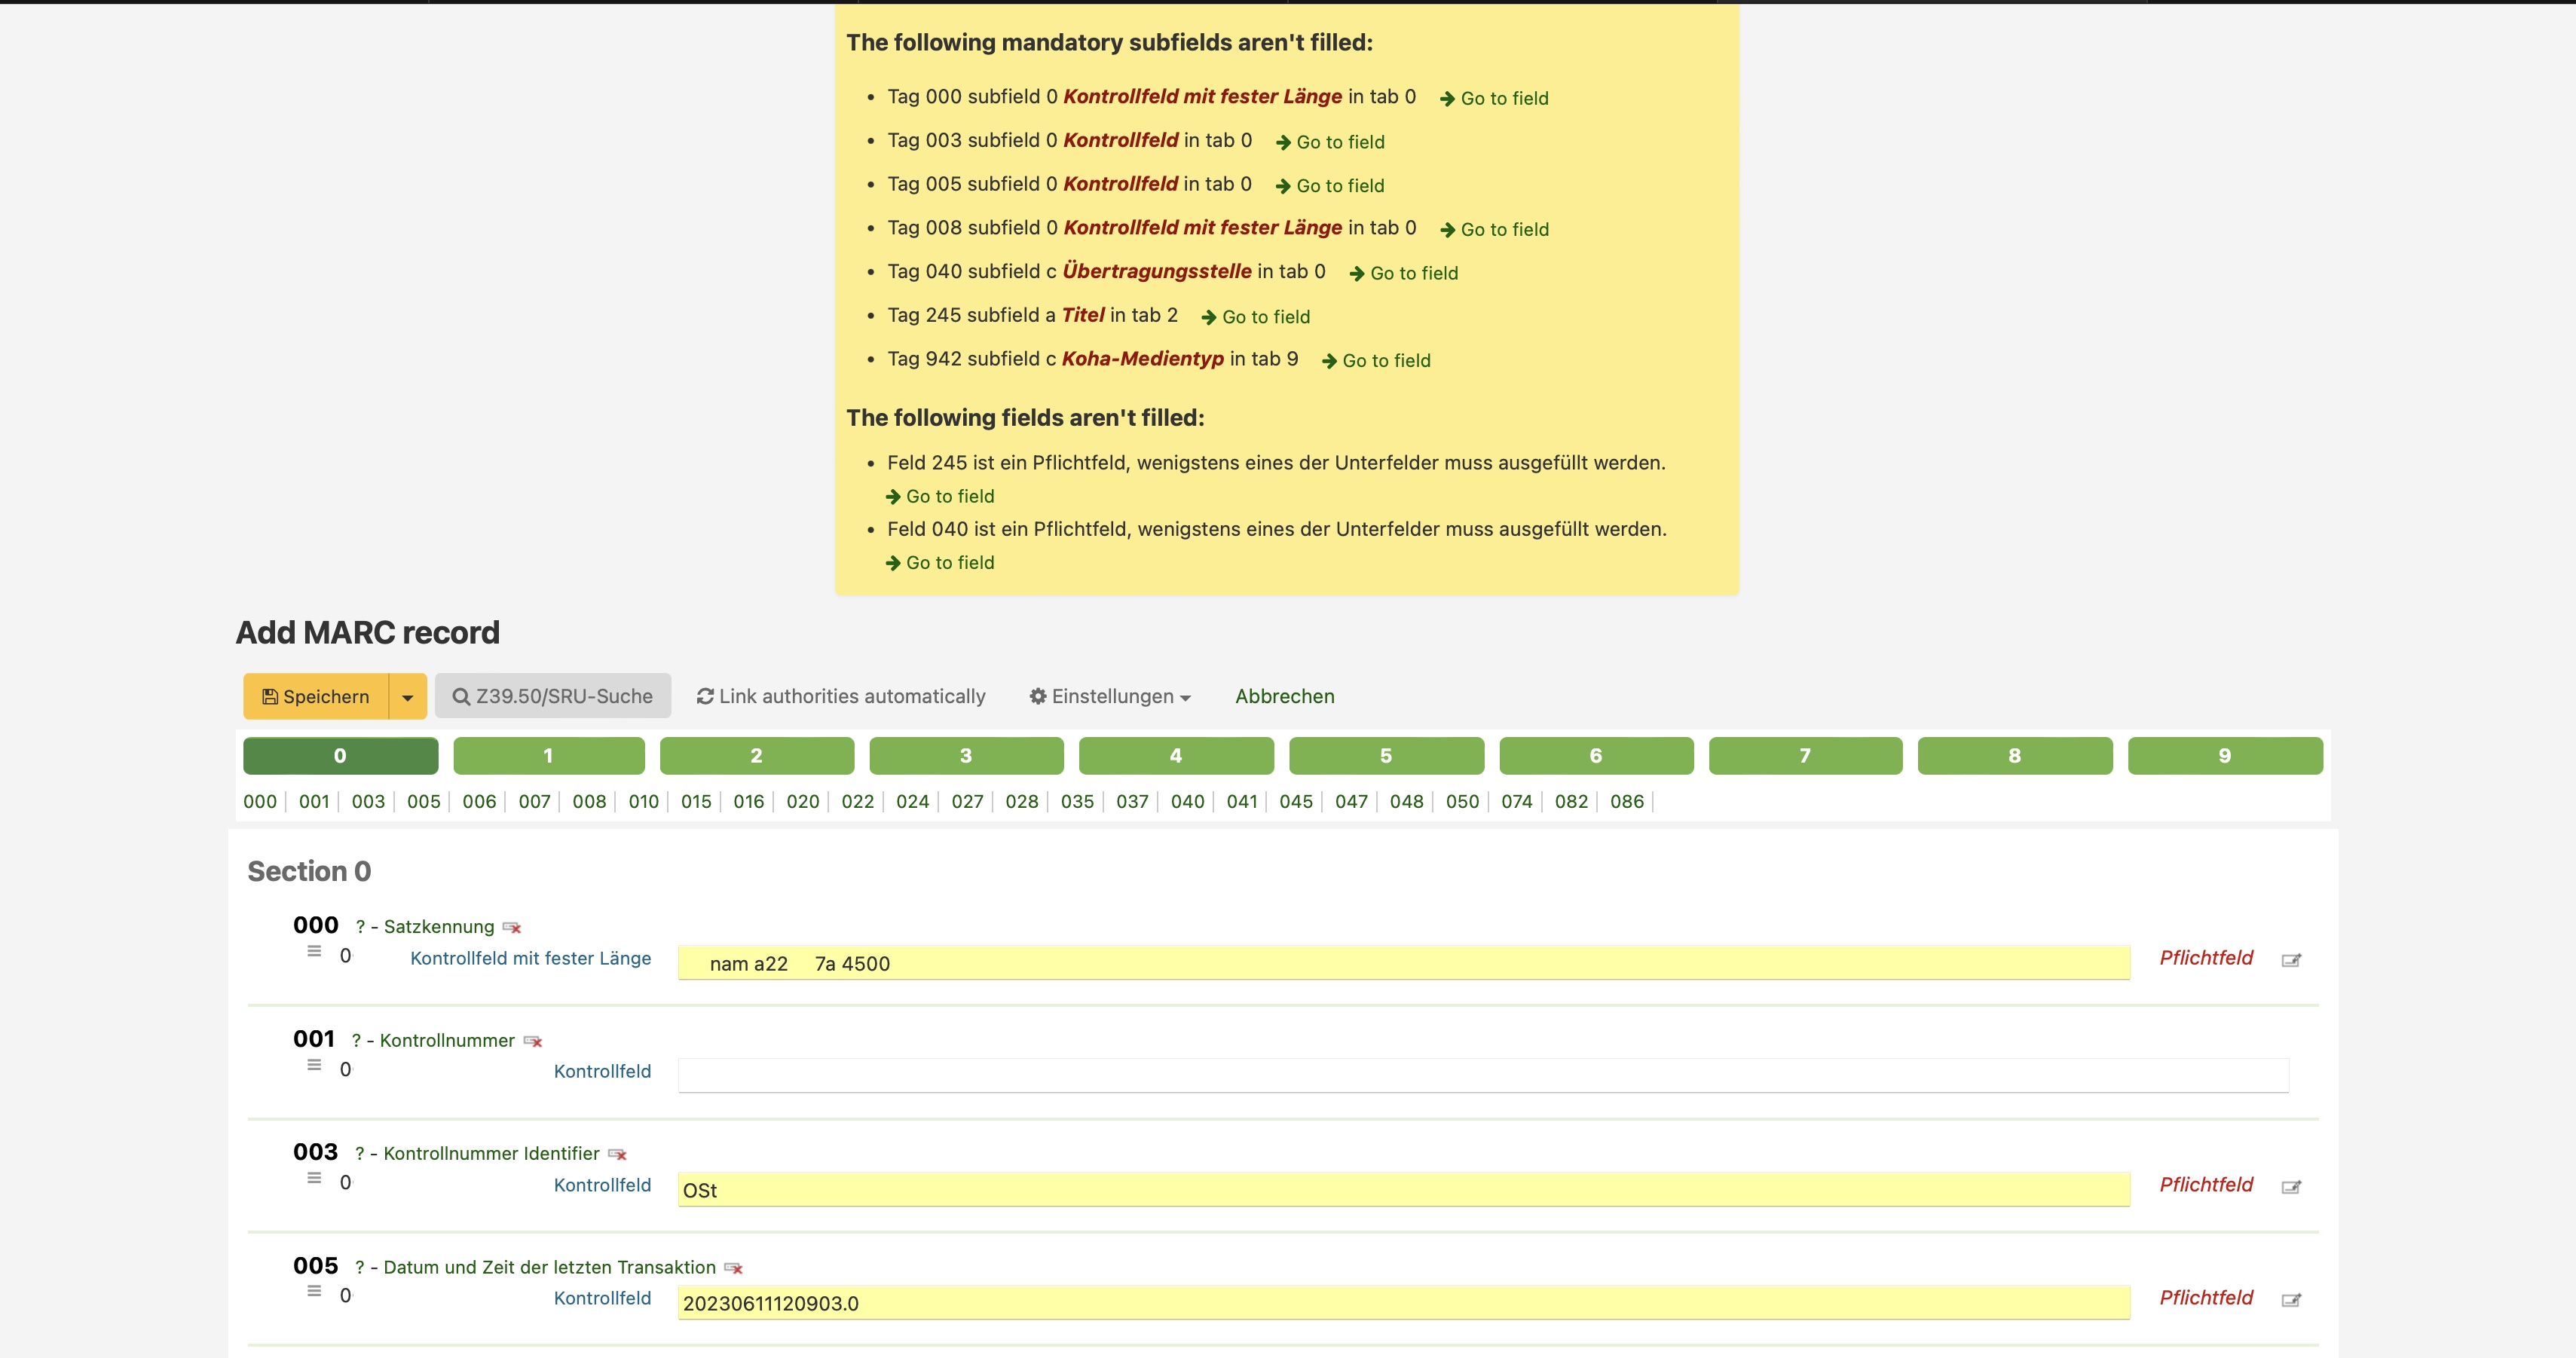 The following mandatory subfields aren't filled:
• Tag 000 subfield 0 Kontrollfeld mit fester Länge in tab 0 → Go to field
• Tag 003 subfield 0 Kontrollfeld in tab 0 → Go to field
• Tag 005 subfield 0 Kontrollfeld in tab 0 → Go to field
• Tag 008 subfield 0 Kontrollfeld mit fester Länge in tab 0 → Go to field
• Tag 040 subfield c Übertragungsstelle in tab 0 → Go to field
• Tag 245 subfield a Titel in tab 2 → Go to field
• Tag 942 subfield c Koha-Medientyp in tab 9 → Go to field
The following fields aren't filled:
• Feld 245 ist ein Pflichtfeld, wenigstens eines der Unterfelder muss ausgefüllt werden.
→ Go to field
• Feld 040 ist ein Pflichtfeld, wenigstens eines der Unterfelder muss ausgefüllt werden.
→ Go to field
Add MARC record
Speichern Z39.50/SRU-Suche Link authorities automatically Einstellungen Abbrechen
0 1 2 3 4 5 6 7 8 9
000 001 003 005 006 007 008 010 015 016 020 022 024 027 028 035 037 040 041 045 047 048 050 074 082 086
Section 0
000 ? - Satzkennung
0 Kontrollfeld mit fester Länge nam a22 7a 4500 Pflichtfeld
001 ? - Kontrollnummer
0 Kontrollfeld
003 ? - Kontrollnummer Identifier
0 Kontrollfeld OSt Pflichtfeld
005 ? - Datum und Zeit der letzten Transaktion
0 Kontrollfeld 20230611120903.0 Pflichtfeld